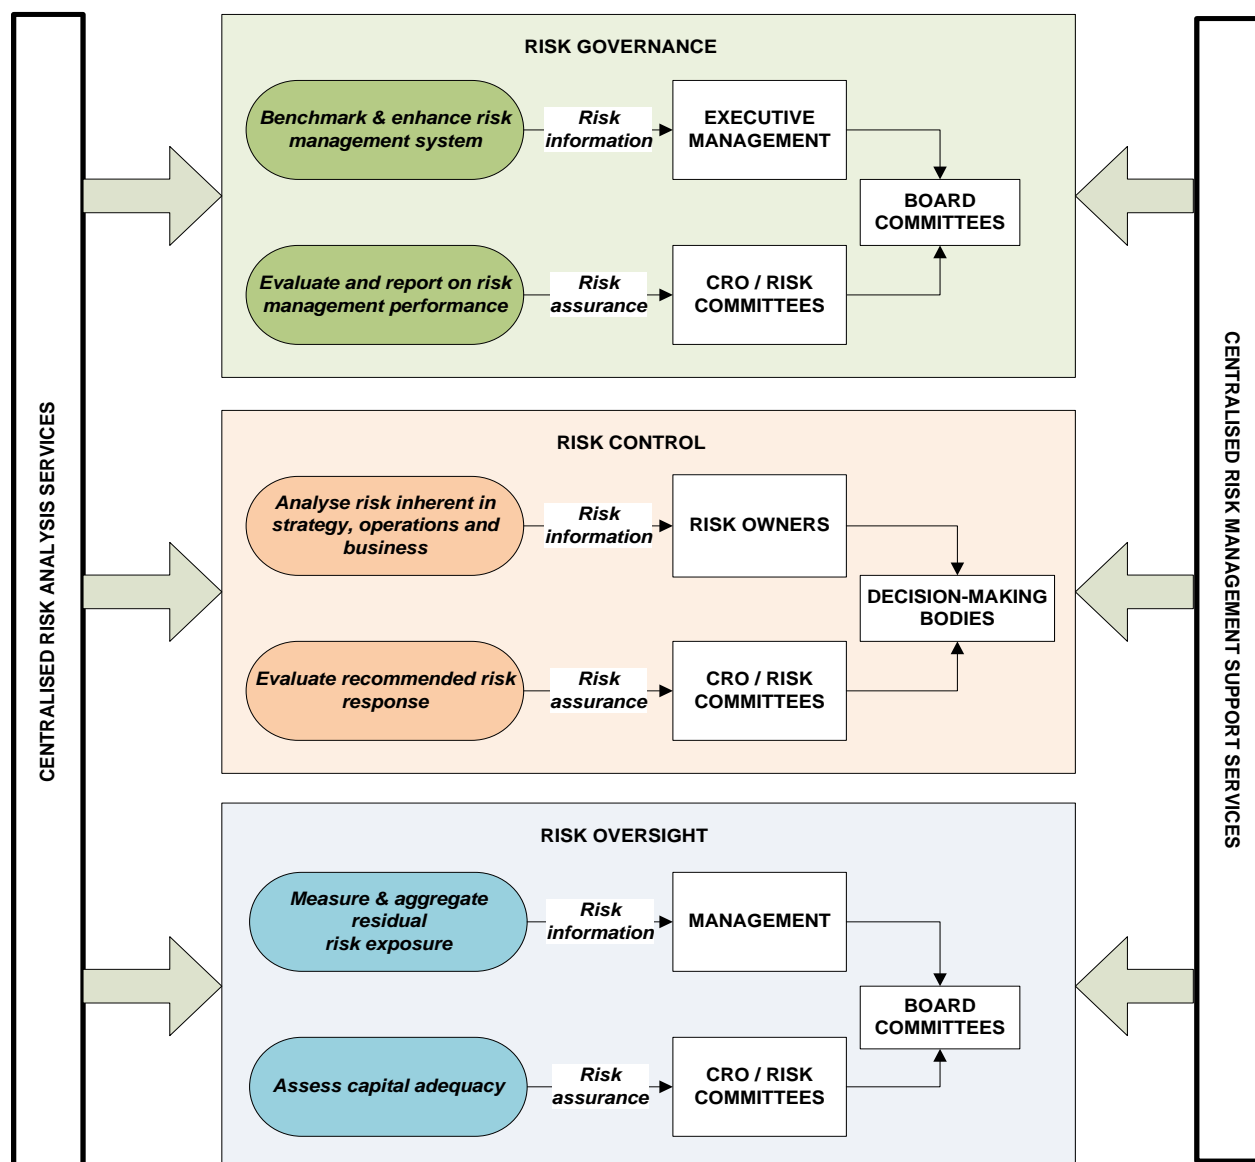 CENTRALISED RISK ANALYSIS SERVICES
RISK GOVERNANCE
Benchmark & enhance risk
management system
Risk
information
EXECUTIVE
MANAGEMENT
BOARD
COMMITTEES
Evaluate and report on risk
management performance
Risk
assurance
CRO / RISK
COMMITTEES
RISK CONTROL
Analyse risk inherent in
strategy, operations and
business
Risk
information
RISK OWNERS
DECISION-MAKING
BODIES
Evaluate recommended risk
response
Risk
assurance
CRO / RISK
COMMITTEES
RISK OVERSIGHT
Measure & aggregate
residual
risk exposure
Risk
information
MANAGEMENT
BOARD
COMMITTEES
Assess capital adequacy
Risk
assurance
CRO / RISK
COMMITTEES
CENTRALISED RISK MANAGEMENT SUPPORT SERVICES